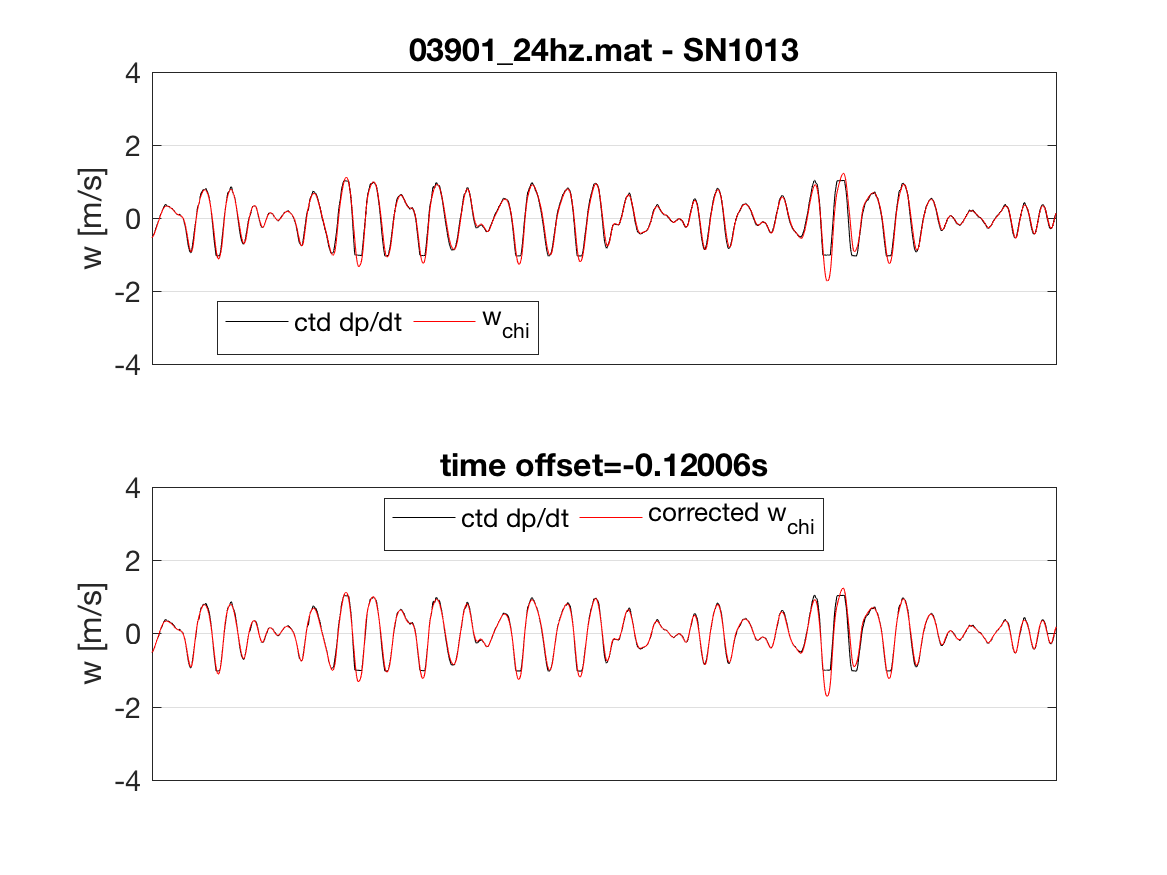 03901_24hz.mat - SN1013
4
2
0
-2
-4
w [m/s]
ctd dp/dt w_chi
time offset=-0.12006s
4
2
0
-2
-4
w [m/s]
ctd dp/dt corrected w_chi